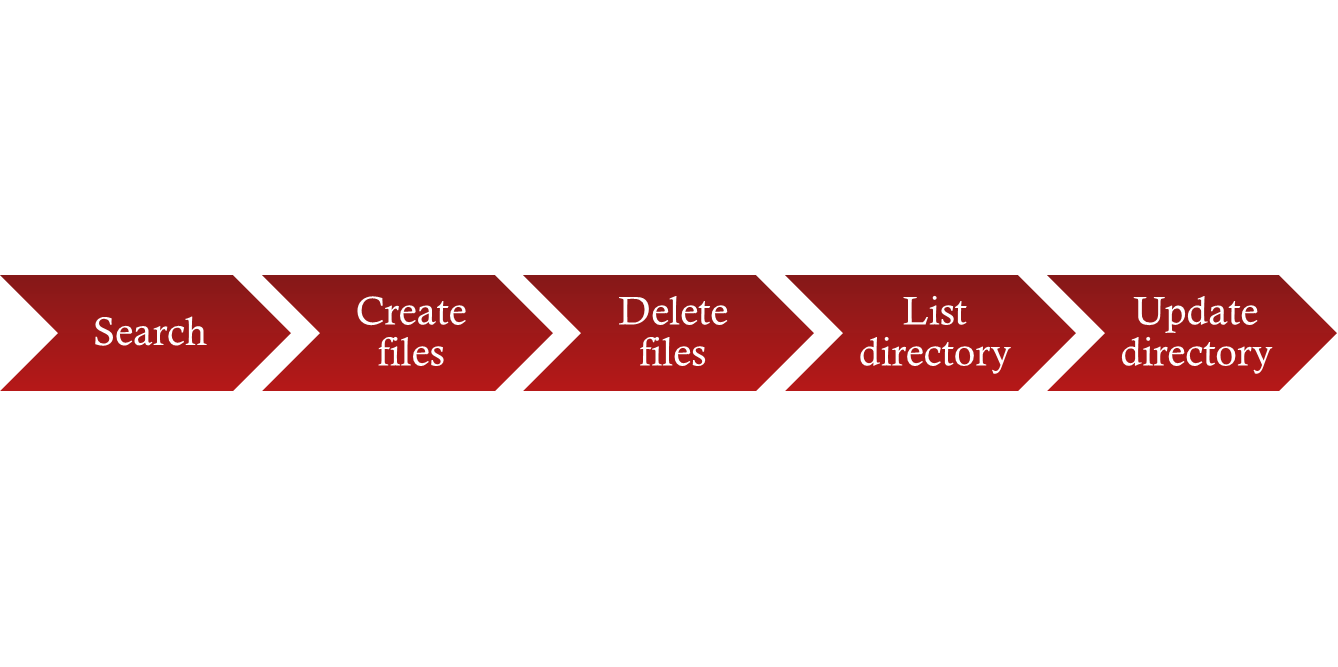 Search
Create
files
Delete
files
List
directory
Update
directory